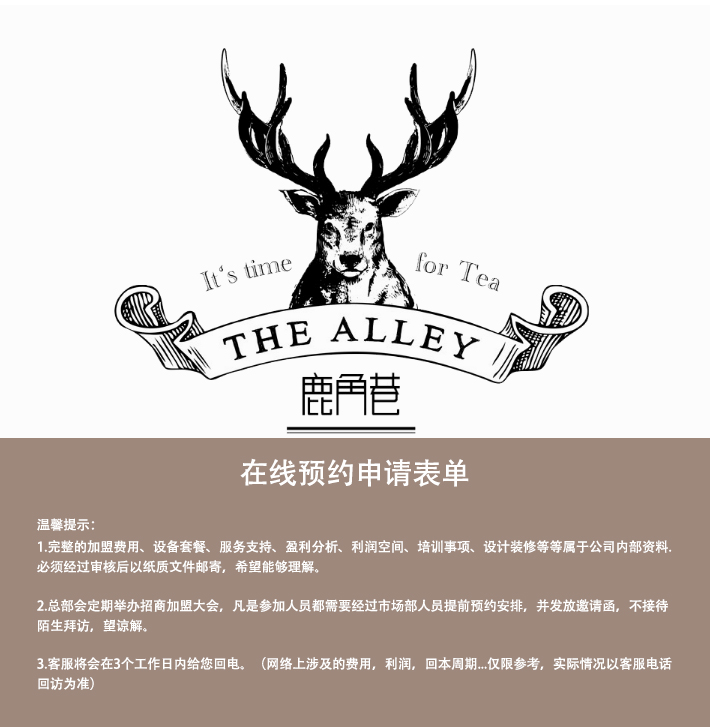 It's time for Tea
THE ALLEY
鹿角巷
在线预约申请表单
温馨提示：
1.完整的加盟费用、设备套餐、服务支持、盈利分析、利润空间、培训事项、设计装修等等属于公司内部资料.
必须经过审核后以纸质文件邮寄，希望能够理解。
2.总部会定期举办招商加盟大会，凡是参加人员都需要经过市场部人员提前预约安排，并发放邀请函，不接待
陌生拜访，望谅解。
3.客服将会在3个工作日内给您回电。（网络上涉及的费用，利润，回本周期...仅限参考，实际情况以客服电话
回访为准）